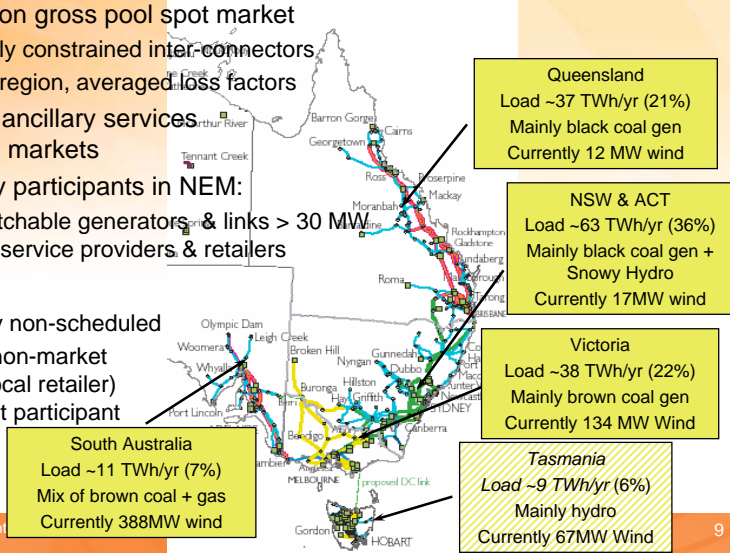 on gross pool spot market
ly constrained inter-connectors
region, averaged loss factors
ancillary services
markets
y participants in NEM:
tchable generators & links > 30 MW
service providers & retailers
y non-scheduled
non-market
ocal retailer)
t participant
Queensland
Load ~37 TWh/yr (21%)
Mainly black coal gen
Currently 12 MW wind
NSW & ACT
Load ~63 TWh/yr (36%)
Mainly black coal gen +
Snowy Hydro
Currently 17MW wind
Victoria
Load ~38 TWh/yr (22%)
Mainly brown coal gen
Currently 134 MW Wind
South Australia
Load ~11 TWh/yr (7%)
Mix of brown coal + gas
Currently 388MW wind
Tasmania
Load ~9 TWh/yr (6%)
Mainly hydro
Currently 67MW Wind
Barron Gorge
Cairns
Georgetown
Arthur River
Tennant Creek
Ross
Proserpine
Mackay
Moranbah
Rockhampton
Gladstone
Roma
Tarong
Olympic Dam
Leigh Creek
Woomera
Whyalla
Port Lincoln
Broken Hill
Gunnedah
Nyngan
Dubbo
Hillston
Buronga
Griffith
Canberra
MELBOURNE
proposed DC link
Gordon
HOBART
9